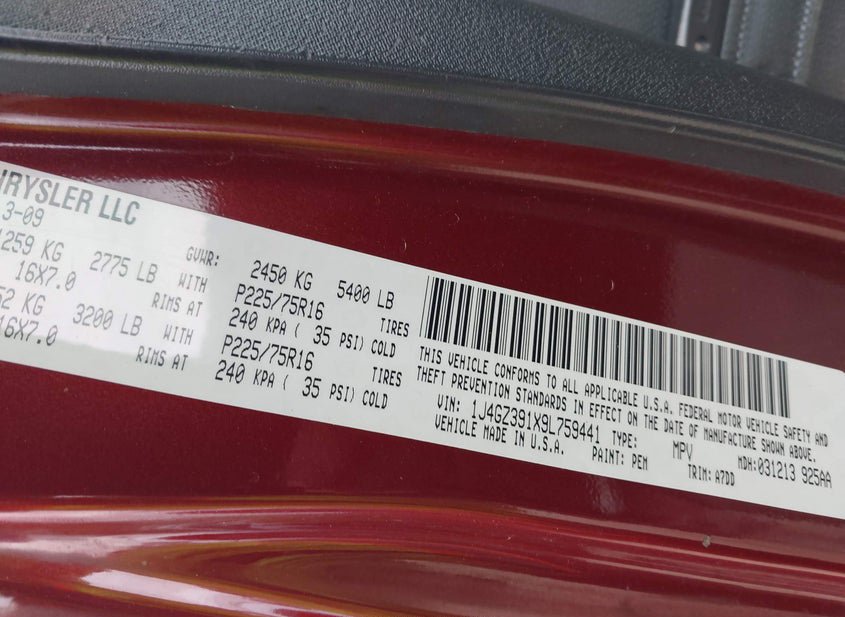 HRYSLER LLC
3-09
GVWR: 2450 KG 5400 LB
1259 KG 2775 LB WITH P225/75R16 TIRES
16X7.0 RIMS AT 240 KPA ( 35 PSI) COLD
52 KG 3200 LB WITH P225/75R16 TIRES
16X7.0 RIMS AT 240 KPA ( 35 PSI) COLD
THIS VEHICLE CONFORMS TO ALL APPLICABLE U.S.A. FEDERAL MOTOR VEHICLE SAFETY AND
THEFT PREVENTION STANDARDS IN EFFECT ON THE DATE OF MANUFACTURE SHOWN ABOVE.
VIN: 1J4GZ391X9L759441 TYPE: MPV MDH:031213 925AA
VEHICLE MADE IN U.S.A. PAINT: PEM TRIM: A7DD